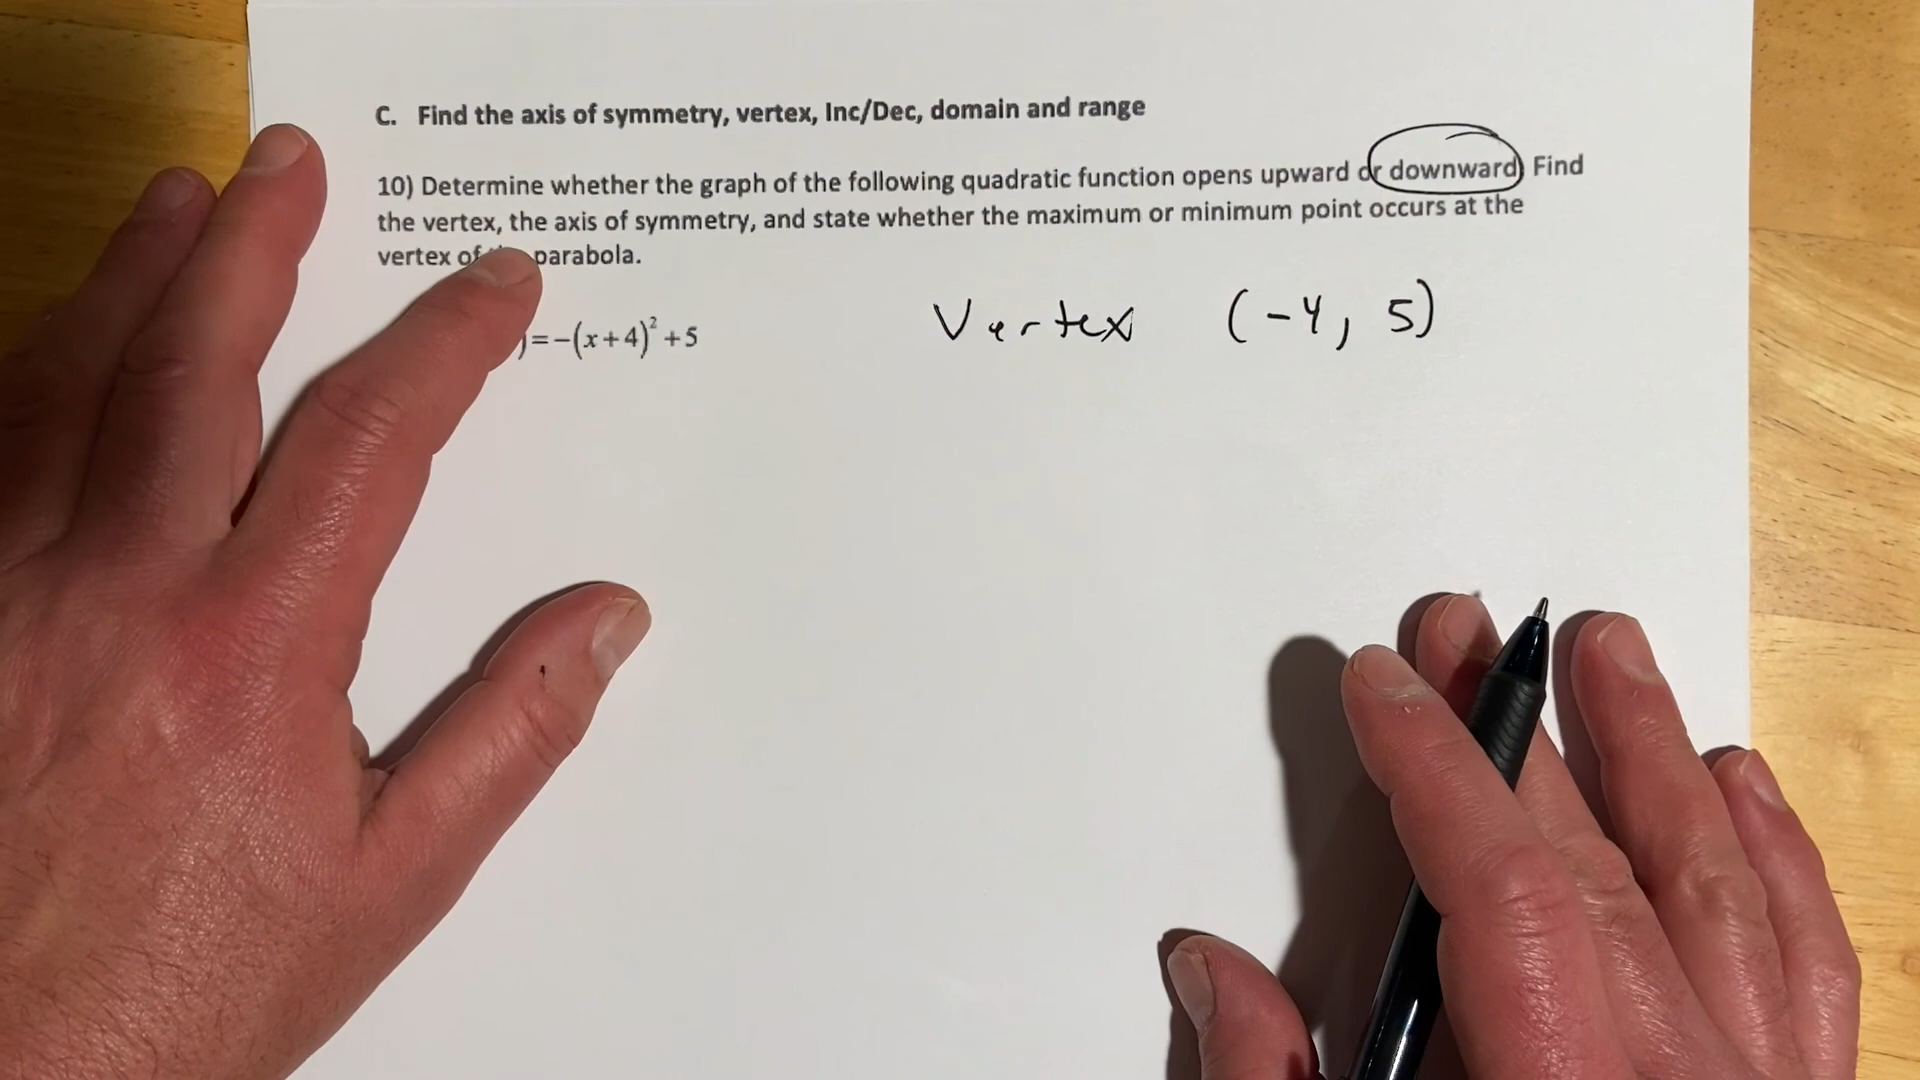 C. Find the axis of symmetry, vertex, Inc/Dec, domain and range
10) Determine whether the graph of the following quadratic function opens upward or downward. Find
the vertex, the axis of symmetry, and state whether the maximum or minimum point occurs at the
vertex of parabola.
)=-(x+4)²+5
Vertex (-4, 5)